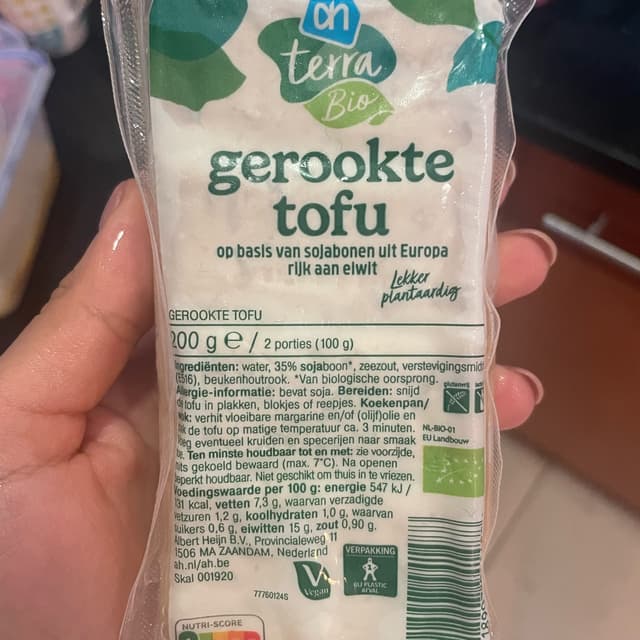 ah
terra
Bio
gerookte
tofu
op basis van sojabonen uit Europa
rijk aan eiwit
Lekker
plantaardig
GEROOKTE TOFU
200 g e / 2 porties (100 g)
Ingrediënten: water, 35% sojaboon*, zeezout, verstevigingsmid
(E516), beukenhoutrook. *Van biologische oorsprong.
Allergie-informatie: bevat soja. Bereiden: snijd
de tofu in plakken, blokjes of reepjes. Koekenpan/
wok: verhit vloeibare margarine en/of (olijf)olie en
bak de tofu op matige temperatuur ca. 3 minuten.
Voeg eventueel kruiden en specerijen naar smaak
Ten minste houdbaar tot en met: zie voorzijde,
mits gekoeld bewaard (max. 7°C). Na openen
beperkt houdbaar. Niet geschikt om thuis in te vriezen.
Voedingswaarde per 100 g: energie 547 kJ /
131 kcal, vetten 7,3 g, waarvan verzadigde
vetzuren 1,2 g, koolhydraten 1,0 g, waarvan
suikers 0,6 g, eiwitten 15 g, zout 0,90 g.
Albert Heijn B.V., Provincialeweg 11
1506 MA ZAANDAM, Nederland
ah.nl/ah.be
Skal 001920
77760124S
glutenvrij
NL-BIO-01
EU Landbouw
Vegan
VERPAKKING
BIJ PLASTIC
AFVAL
NUTRI-SCORE